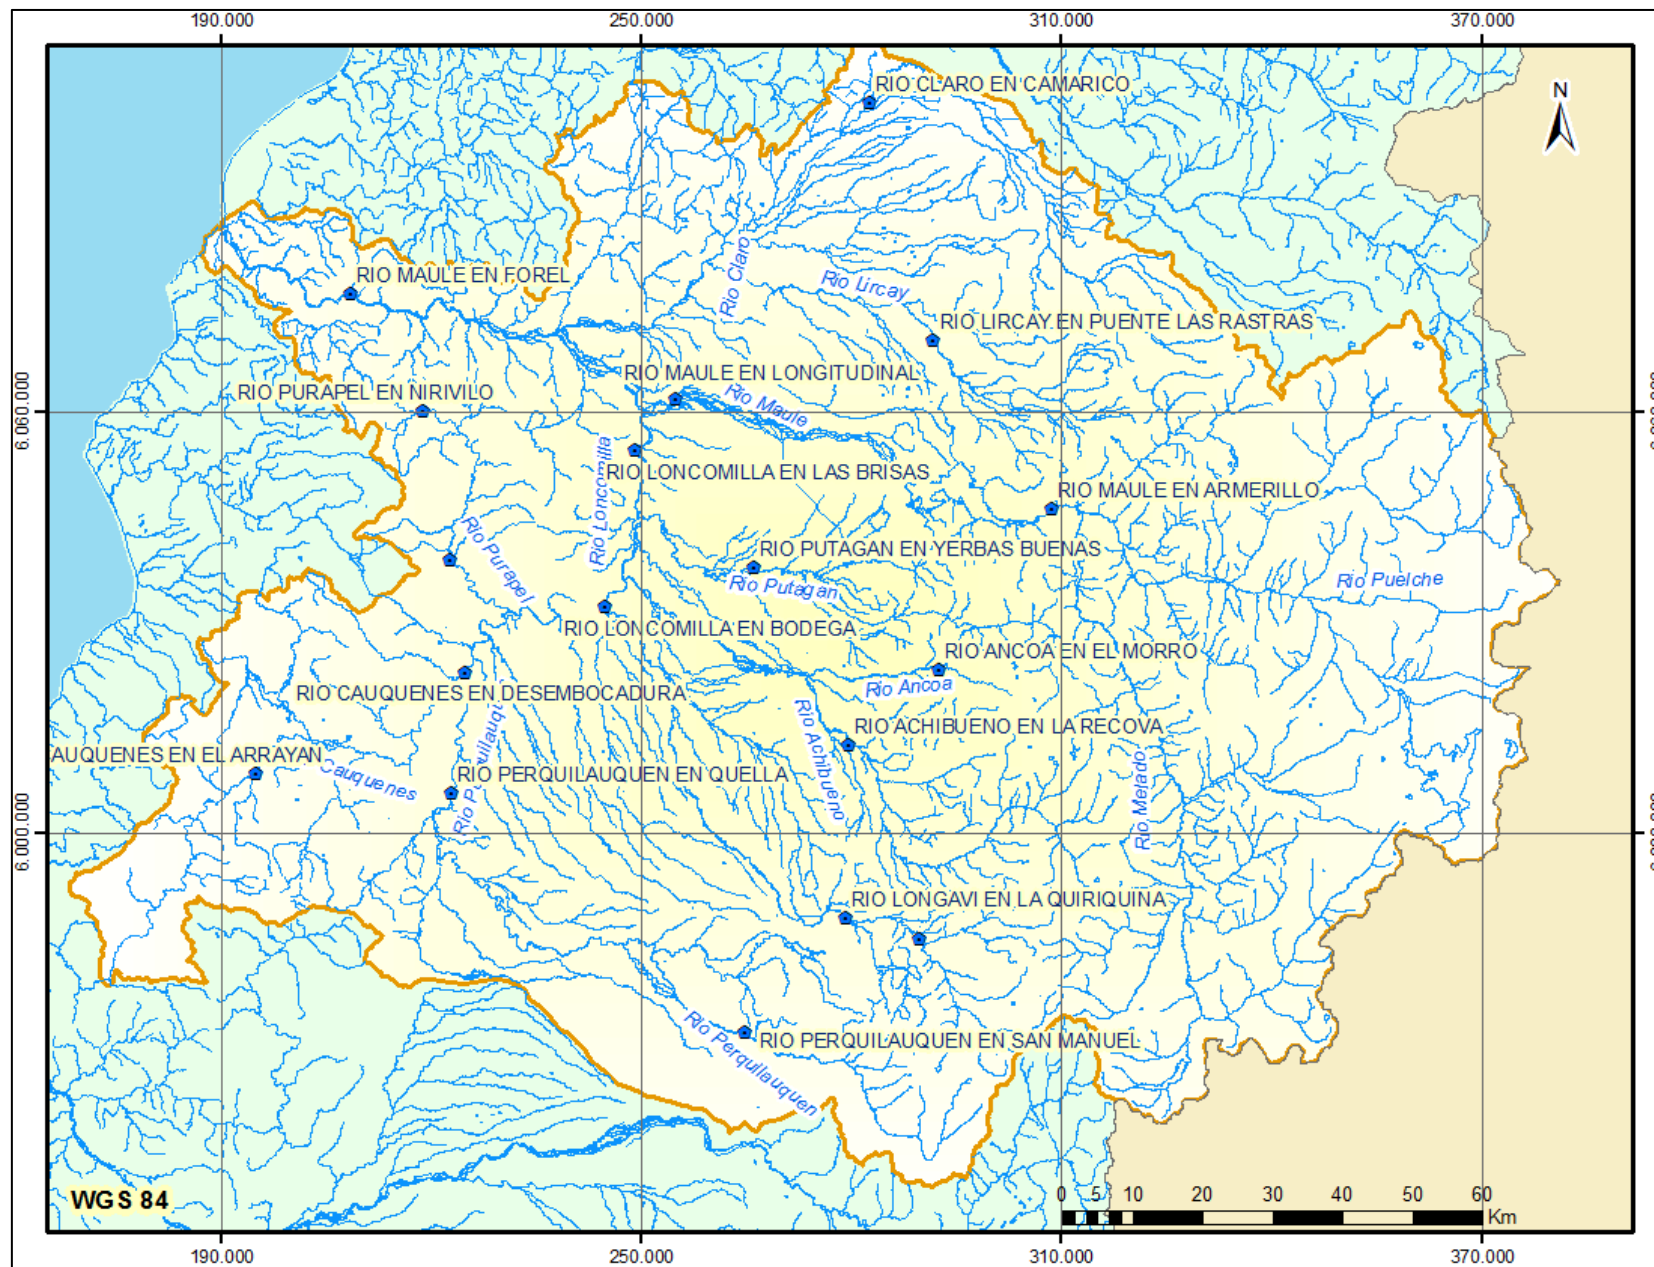 190.000
250.000
310.000
370.000
N
RIO CLARO EN CAMARICO
Rio Claro
RIO MAULE EN FOREL
Rio Lircay
RIO LIRCAY EN PUENTE LAS RASTRAS
RIO MAULE EN LONGITUDINAL
RIO PURAPEL EN NIRIVILO
Rio Maule
6.060.000
Rio Loncomilla
RIO LONCOMILLA EN LAS BRISAS
RIO MAULE EN ARMERILLO
Rio Purapel
RIO PUTAGAN EN YERBAS BUENAS
Rio Putagan
Rio Puelche
RIO LONCOMILLA EN BODEGA
RIO ANCOA EN EL MORRO
Rio Ancoa
RIO CAUQUENES EN DESEMBOCADURA
RIO ACHIBUENO EN LA RECOVA
Rio Achibueno
AUQUENES EN EL ARRAYAN
Cauquenes
RIO PERQUILAUQUEN EN QUELLA
Rio Melado
6.000.000
RIO LONGAVI EN LA QUIRIQUINA
Rio Perquilauquen
RIO PERQUILAUQUEN EN SAN MANUEL
WGS 84
0 5 10 20 30 40 50 60
Km
190.000
250.000
310.000
370.000